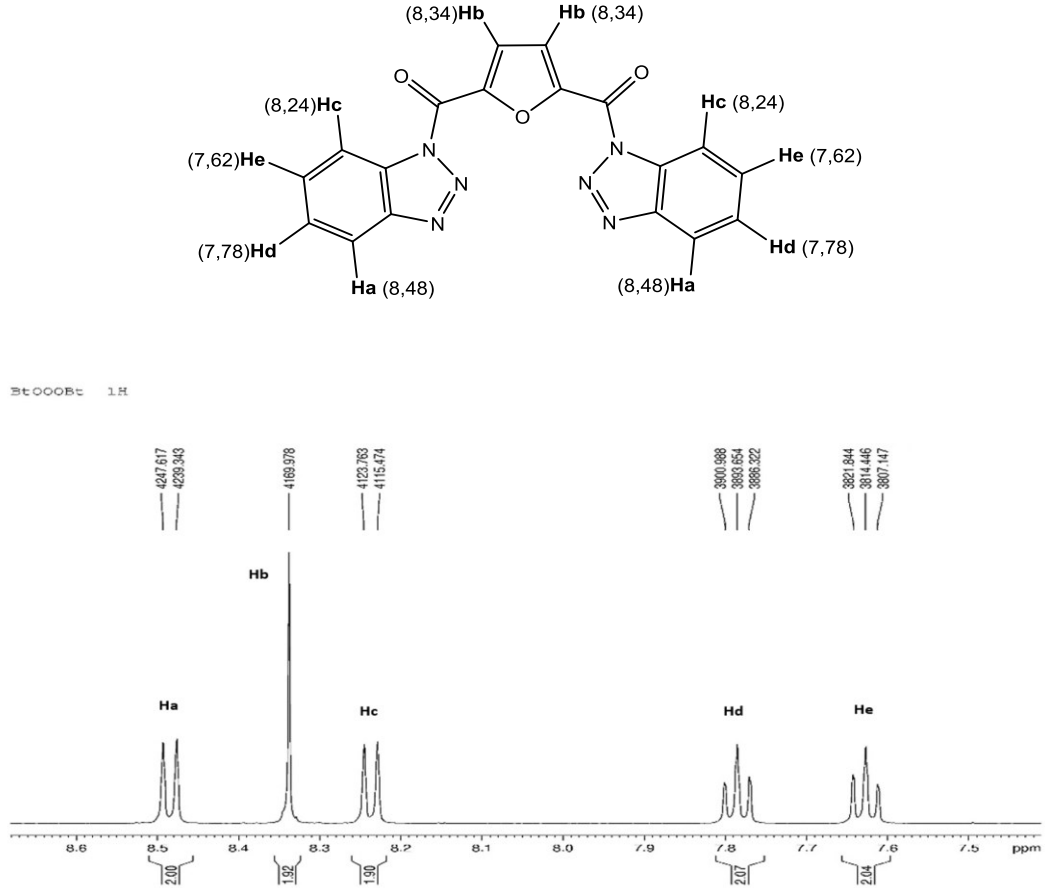 (8,34)Hb Hb (8,34)
O O
(8,24)Hc Hc (8,24)
O
(7,62)He N N He (7,62)
N N
N N
(7,78)Hd Hd (7,78)
Ha (8,48) (8,48)Ha
BtOOOBt 1H
4247.617
4239.343
4169.978
4123.763
4115.474
3900.988
3893.654
3886.322
3821.844
3814.446
3807.147
Hb
Ha Hc Hd He
8.6 8.5 8.4 8.3 8.2 8.1 8.0 7.9 7.8 7.7 7.6 7.5 ppm
2.00 1.92 1.90 2.07 2.04